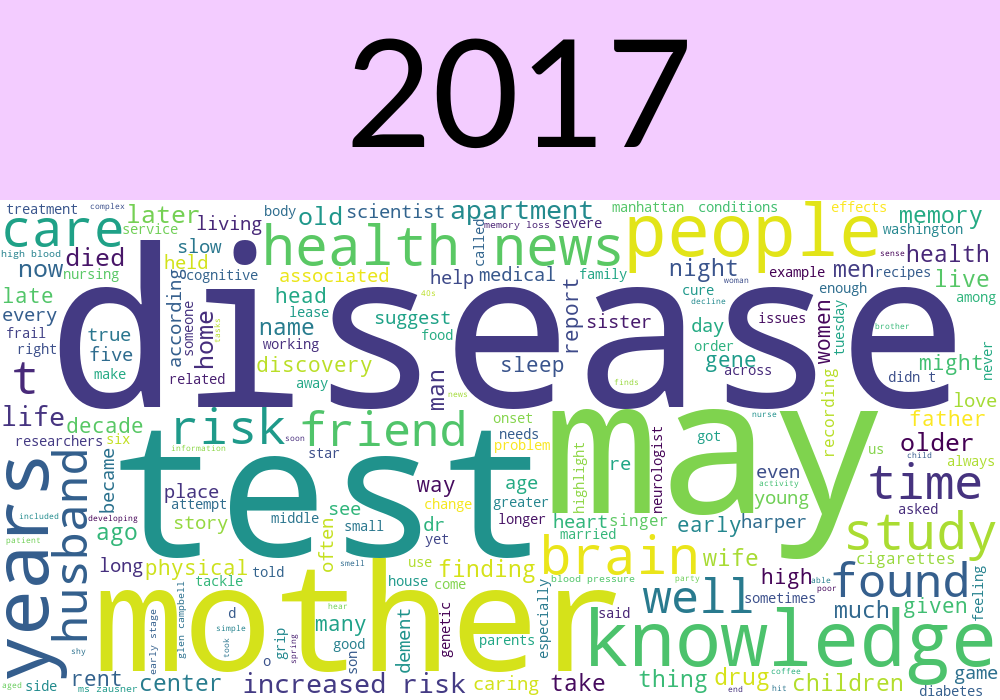 2017
treatment complex later living body old scientist apartment manhattan conditions effects memory
care service health news called memory loss severe people washington
high blood died slow held cognitive associated help medical family night example men sense health recipes
now nursing head 40s cure woman enough live
late lease according someone home tasks disease report decline issues women tuesday among
every name suggest food sister day brother
frail true working order gene might never
right five discovery sleep across
t make related away man news finds recording didn t love
life decade risk friend onset may nurse father
researchers six soon needs got older child
information star problem re neurologist us always
years husband became test way highlight even activity time
place age young asked
included attempt see change greater
developing middle small dr longer heart singer early harper study
patient ago story often yet married
long physical told smell use finding brain wife cigarettes
tackle house come blood pressure party high able poor found feeling
mother early stage glen campbell d hear dement genetic especially well sometimes much given
simple many said knowledge
shy took o grip spring good son parents
aged side rent center increased risk caring take thing drug coffee children game
ms zausner end hit diabetes